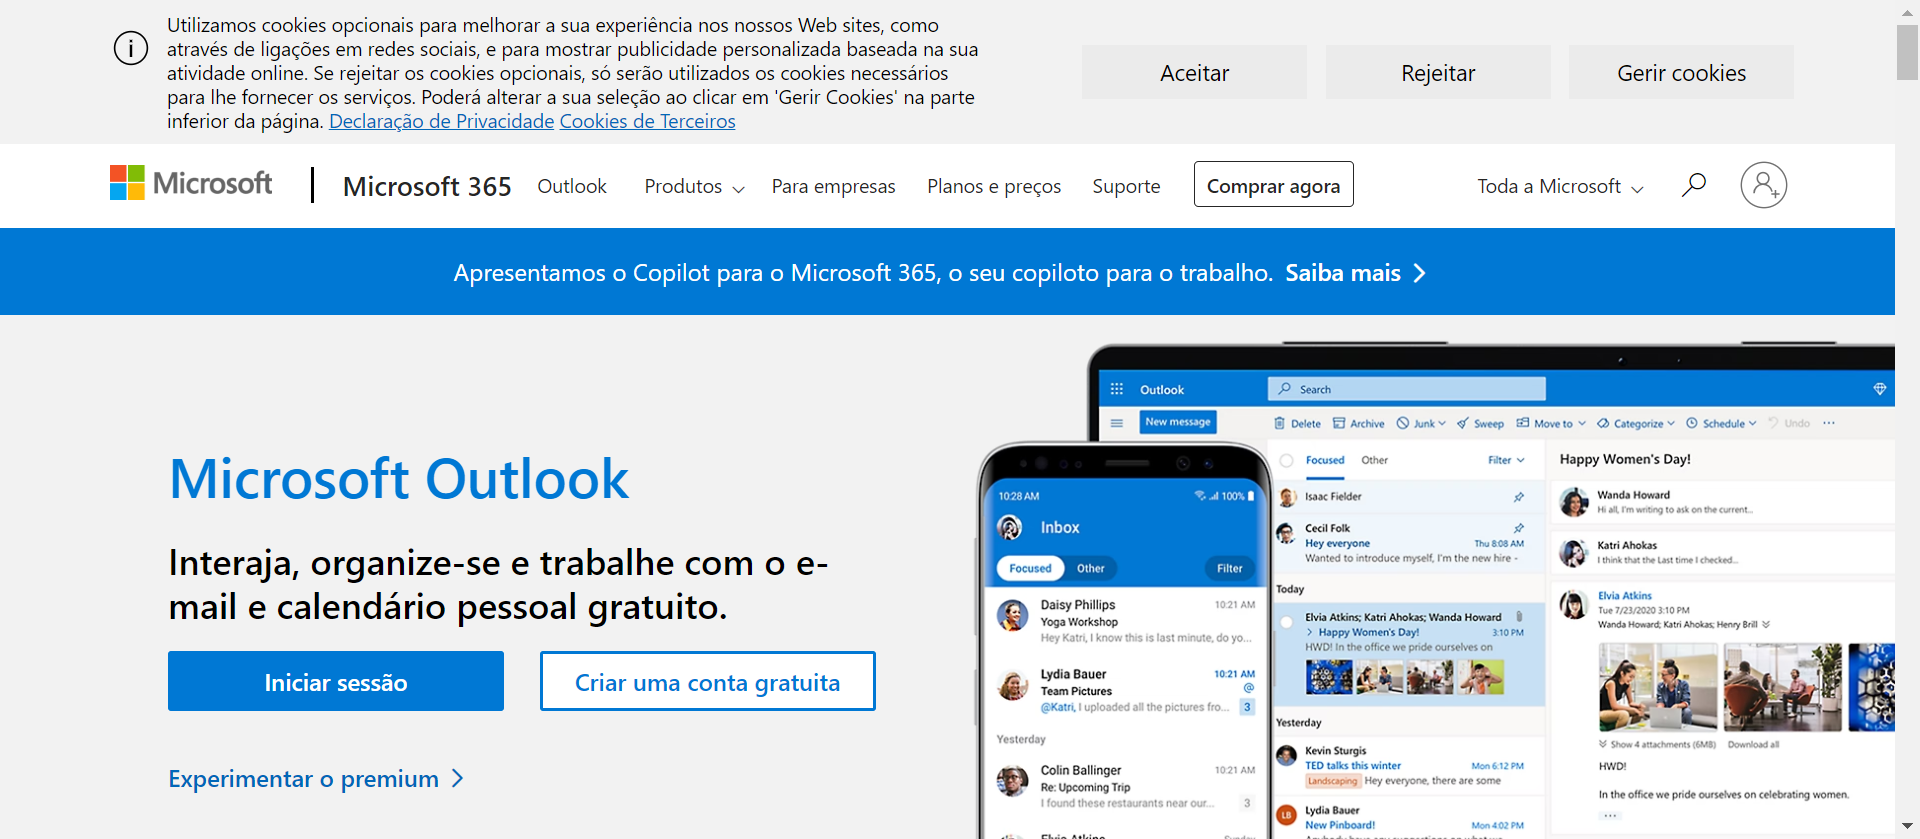 Utilizamos cookies opcionais para melhorar a sua experiência nos nossos Web sites, como
através de ligações em redes sociais, e para mostrar publicidade personalizada baseada na sua
atividade online. Se rejeitar os cookies opcionais, só serão utilizados os cookies necessários
para lhe fornecer os serviços. Poderá alterar a sua seleção ao clicar em 'Gerir Cookies' na parte
inferior da página. Declaração de Privacidade Cookies de Terceiros
Aceitar
Rejeitar
Gerir cookies
Microsoft
Microsoft 365
Outlook
Produtos
Para empresas
Planos e preços
Suporte
Comprar agora
Toda a Microsoft
Apresentamos o Copilot para o Microsoft 365, o seu copiloto para o trabalho. Saiba mais
Microsoft Outlook
Interaja, organize-se e trabalhe com o e-
mail e calendário pessoal gratuito.
Iniciar sessão
Criar uma conta gratuita
Experimentar o premium
10:28 AM
100%
Inbox
Focused
Other
Filter
Daisy Phillips
10:21 AM
Yoga Workshop
Hey Katri, I know this is last minute, do yo...
Lydia Bauer
10:21 AM
Team Pictures
@
@Katri, I uploaded all the pictures fro...
3
Yesterday
Colin Ballinger
10:21 AM
Re: Upcoming Trip
I found these restaurants near our...
3
Outlook
Search
New message
Delete
Archive
Junk
Sweep
Move to
Categorize
Schedule
Undo
...
Focused
Other
Filter
Isaac Fielder
Cecil Folk
Hey everyone
Thu 8:08 AM
Wanted to introduce myself, I'm the new hire -
Today
Elvia Atkins; Katri Ahokas; Wanda Howard
Happy Women's Day!
3:10 PM
HWD! In the office we pride ourselves on
Yesterday
Kevin Sturgis
TED talks this winter
Mon 6:12 PM
Landscaping
Hey everyone, there are some
LB
Lydia Bauer
New Pinboard!
Mon 4:02 PM
Happy Women's Day!
Wanda Howard
Hi all, I'm writing to ask on the current...
Katri Ahokas
I think that the Last time I checked...
Elvia Atkins
Tue 7/23/2020 3:10 PM
Wanda Howard; Katri Ahokas; Henry Brill
Show 4 attachments (6MB)
Download all
HWD!
In the office we pride ourselves on celebrating women.
...